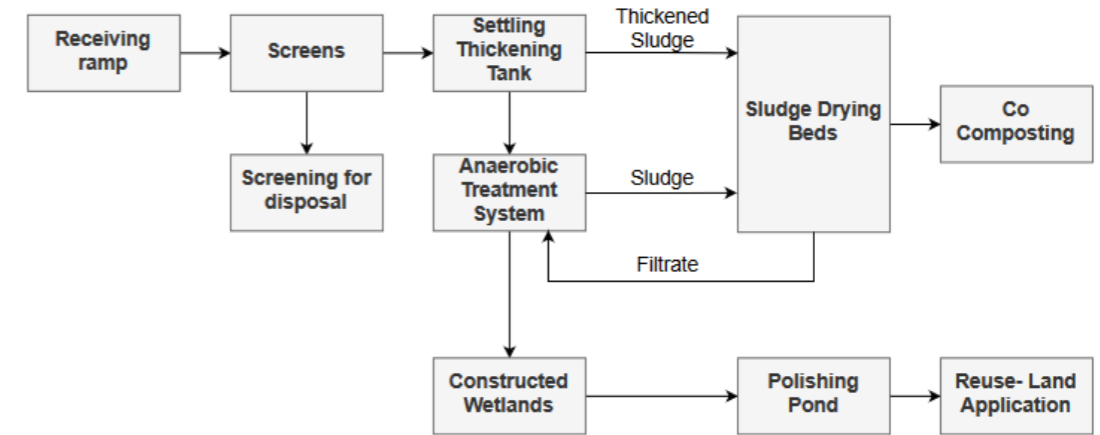 Receiving
ramp
Screens
Settling
Thickening
Tank
Thickened
Sludge
Sludge Drying
Beds
Co
Composting
Screening for
disposal
Anaerobic
Treatment
System
Sludge
Filtrate
Constructed
Wetlands
Polishing
Pond
Reuse- Land
Application